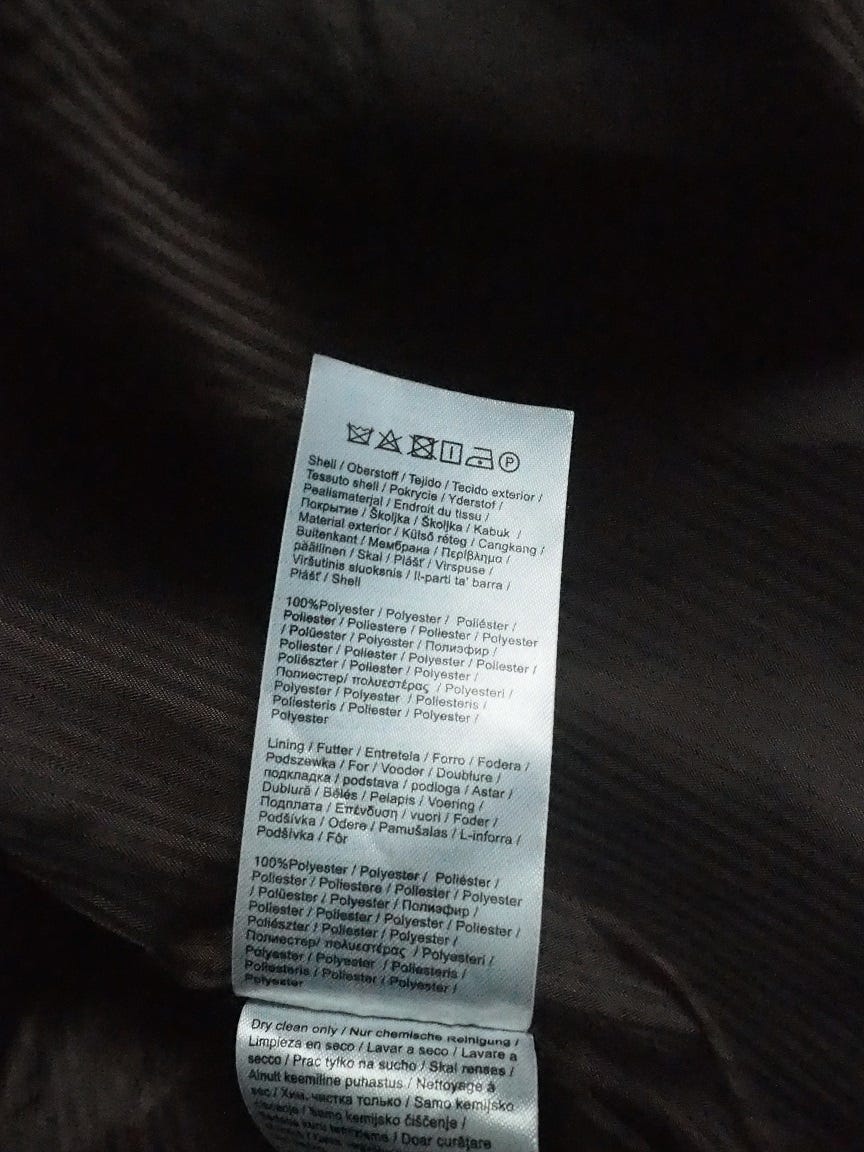 Shell / Oberstoff / Tejido / Tecido exterior /
Tessuto shell / Pokrycie / Yderstof /
Pealismaterjal / Endroit du tissu /
Покрытие / Školjka / Školjka / Kabuk /
Material exterior / Külső réteg / Cangkang /
Buitenkant / Мембрана / Περίβλημα /
päällinen / Skal / Plášť / Virspuse /
Viršutinis sluoksnis / Il-parti ta' barra /
Plášť / Shell
100%Polyester / Polyester / Poliéster /
Poliester / Poliestere / Poliester / Polyester
/ Polüester / Polyester / Полиэфир /
Poliester / Poliester / Polyester / Poliester /
Poliészter / Poliester / Polyester /
Полиестер/ πολυεστέρας / Polyesteri /
Polyester / Polyester / Poliesteris /
Poliesteris / Poliester / Polyester /
Polyester
Lining / Futter / Entretela / Forro / Fodera /
Podszewka / For / Vooder / Doublure /
подкладка / podstava / podloga / Astar /
Dublură / Bélés / Pelapis / Voering /
Подплата / Επένδυση / vuori / Foder /
Podšívka / Odere / Pamušalas / L-inforra /
Podšívka / Fôr
100%Polyester / Polyester / Poliéster /
Poliester / Poliestere / Poliester / Polyester
/ Polüester / Polyester / Полиэфир /
Poliester / Poliester / Polyester / Poliester /
Poliészter / Poliester / Polyester /
Полиестер/ πολυεστέρας / Polyesteri /
Polyester / Polyester / Poliesteris /
Poliesteris / Poliester / Polyester /
Polyester
Dry clean only / Nur chemische Reinigung /
Limpieza en seco / Lavar a seco / Lavare a
secco / Prac tylko na sucho / Skal renses /
Ainult keemiline puhastus / Nettoyage à
sec / Хим. чистка только / Samo kemijsko
čiščenje / Samo kemijsko čiščenje /
/ Doar curățare